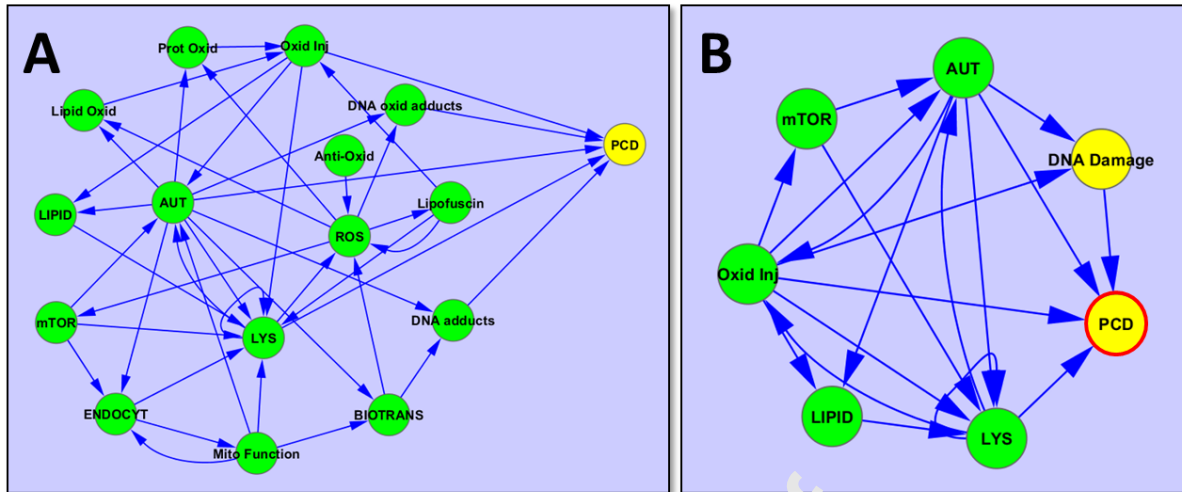 A
Prot Oxid
Oxid Inj
Lipid Oxid
DNA oxid adducts
PCD
Anti-Oxid
LIPID
AUT
Lipofuscin
ROS
mTOR
LYS
DNA adducts
ENDOCYT
BIOTRANS
Mito Function
B
AUT
mTOR
DNA Damage
Oxid Inj
PCD
LIPID
LYS